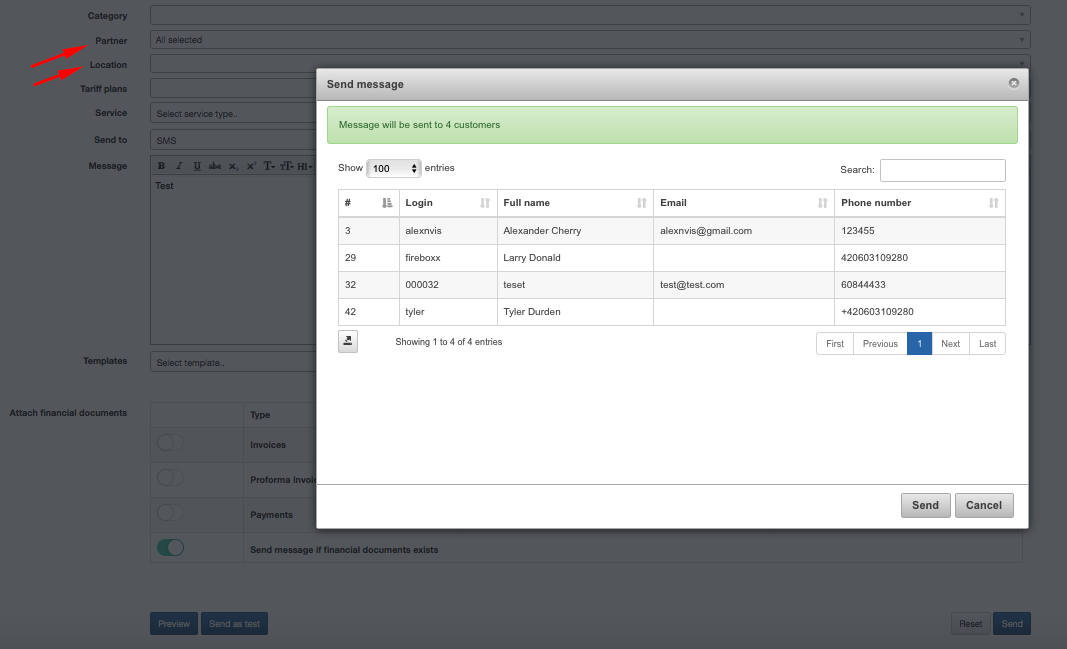 Category
Partner All selected
Location
Tariff plans
Service Select service type..
Send to SMS
Message B I U abc X, X² T HI
Test
Templates Select template..
Attach financial documents
Type
Invoices
Proforma Invoic
Payments
Send message if financial documents exists
Preview Send as test Reset Send
Send message
Message will be sent to 4 customers
Show 100 entries Search:
# Login Full name Email Phone number
3 alexnvis Alexander Cherry alexnvis@gmail.com 123455
29 fireboxx Larry Donald 420603109280
32 000032 teset test@test.com 60844433
42 tyler Tyler Durden +420603109280
Showing 1 to 4 of 4 entries First Previous 1 Next Last
Send Cancel